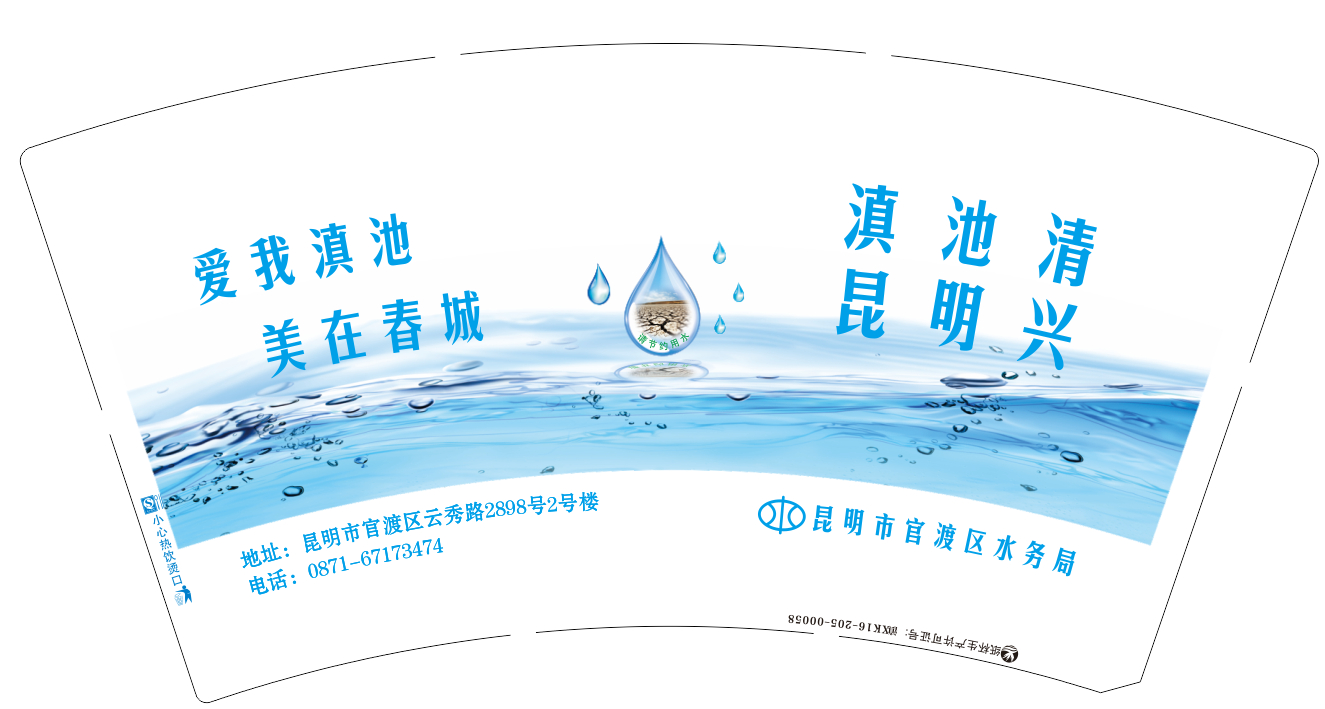 爱我滇池
美在春城
滇池清
昆明兴
请节约用水
小心热饮烫口
地址：昆明市官渡区云秀路2898号2号楼
电话：0871-67173474
昆明市官渡区水务局
纸杯生产许可证号：滇XK16-205-00058